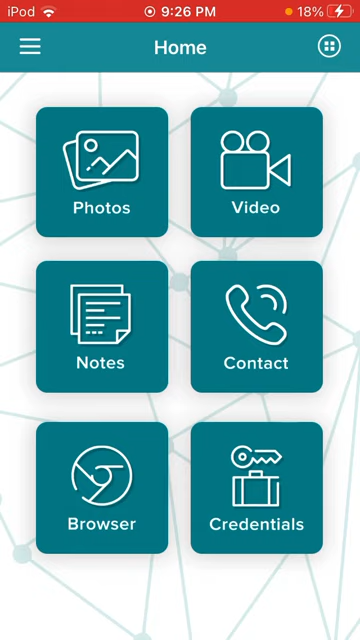 iPod 9:26 PM 18%
Home
Photos Video
Notes Contact
Browser Credentials